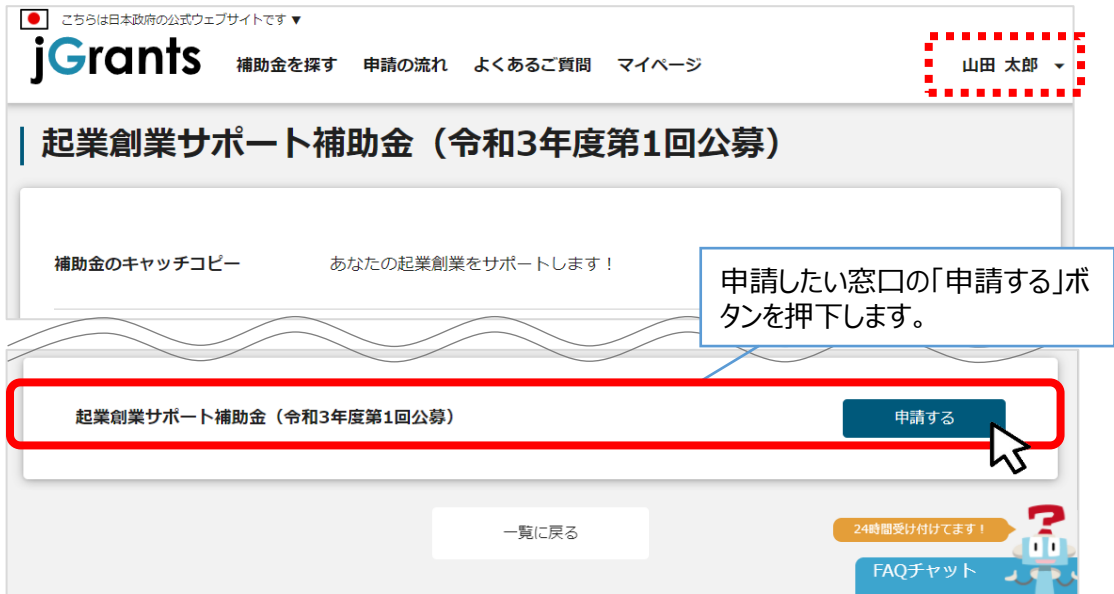 こちらは日本政府の公式ウェブサイトです ▼
jGrants 補助金を探す 申請の流れ よくあるご質問 マイページ 山田 太郎
起業創業サポート補助金（令和3年度第1回公募）
補助金のキャッチコピー あなたの起業創業をサポートします！
申請したい窓口の「申請する」ボ
タンを押下します。
起業創業サポート補助金（令和3年度第1回公募） 申請する
一覧に戻る
24時間受け付けてます！
FAQチャット